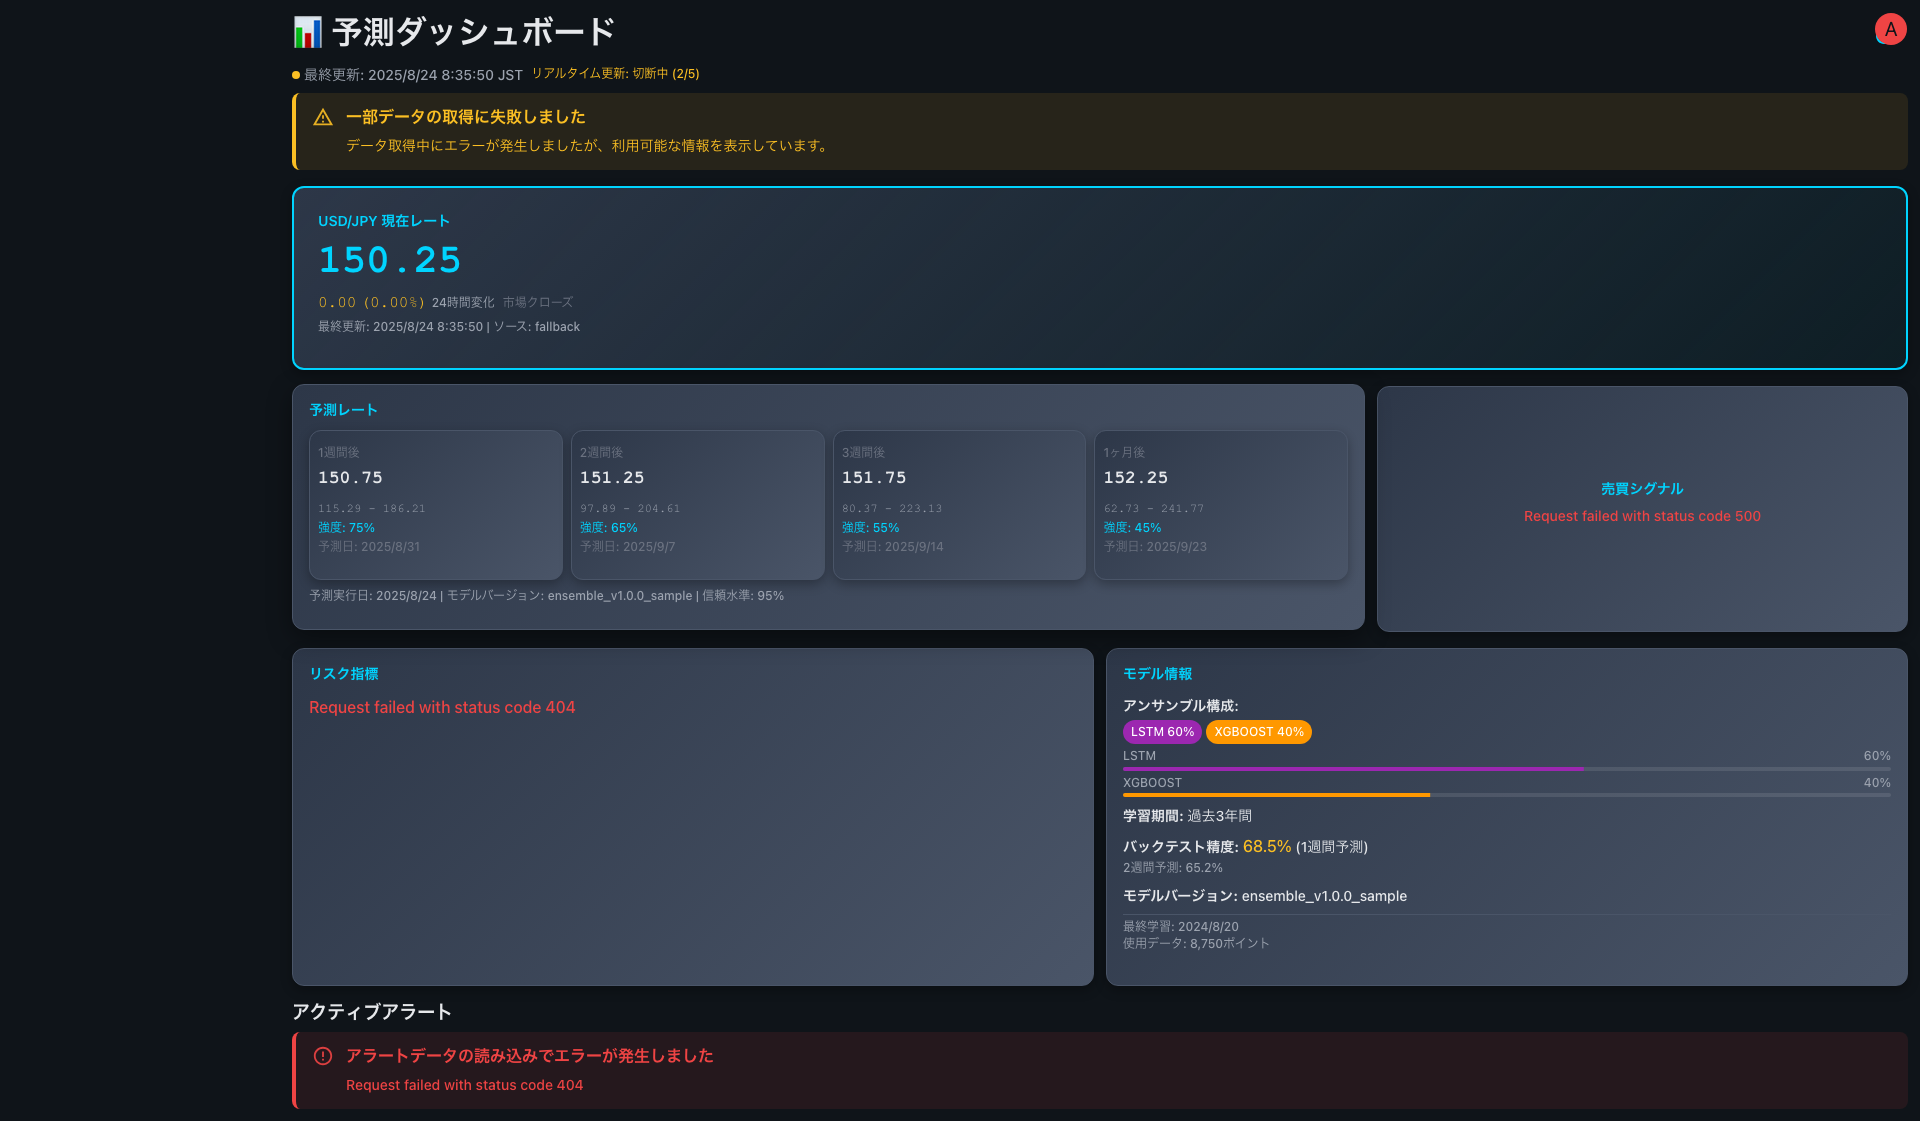 📊 予測ダッシュボード
A
最終更新: 2025/8/24 8:35:50 JST リアルタイム更新: 切断中 (2/5)
一部データの取得に失敗しました
データ取得中にエラーが発生しましたが、利用可能な情報を表示しています。
USD/JPY 現在レート
150.25
0.00 (0.00%) 24時間変化 市場クローズ
最終更新: 2025/8/24 8:35:50 | ソース: fallback
予測レート
1週間後
150.75
115.29 - 186.21
強度: 75%
予測日: 2025/8/31
2週間後
151.25
97.89 - 204.61
強度: 65%
予測日: 2025/9/7
3週間後
151.75
80.37 - 223.13
強度: 55%
予測日: 2025/9/14
1ヶ月後
152.25
62.73 - 241.77
強度: 45%
予測日: 2025/9/23
予測実行日: 2025/8/24 | モデルバージョン: ensemble_v1.0.0_sample | 信頼水準: 95%
売買シグナル
Request failed with status code 500
リスク指標
Request failed with status code 404
モデル情報
アンサンブル構成:
LSTM 60% XGBOOST 40%
LSTM 60%
XGBOOST 40%
学習期間: 過去3年間
バックテスト精度: 68.5% (1週間予測)
2週間予測: 65.2%
モデルバージョン: ensemble_v1.0.0_sample
最終学習: 2024/8/20
使用データ: 8,750ポイント
アクティブアラート
アラートデータの読み込みでエラーが発生しました
Request failed with status code 404